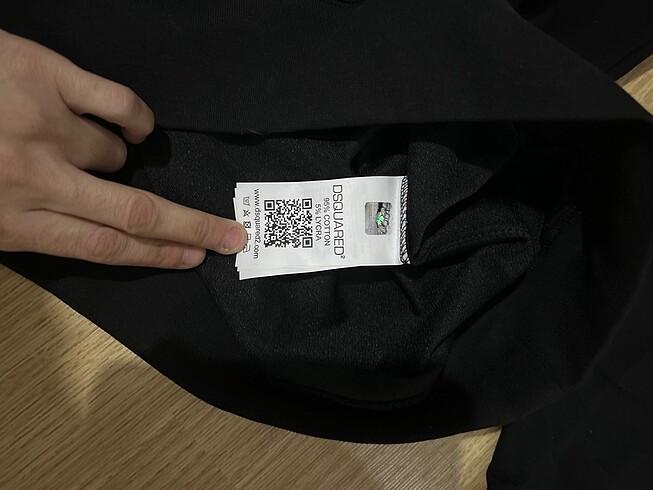 DSQUARED²
95% COTTON
5% LYCRA
www.dsquared2.com